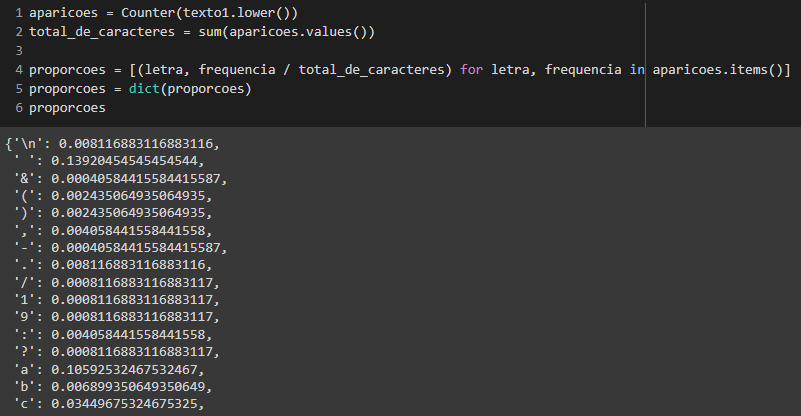 1 aparicoes = Counter(texto1.lower())
2 total_de_caracteres = sum(aparicoes.values())
3
4 proporcoes = [(letra, frequencia / total_de_caracteres) for letra, frequencia in aparicoes.items()]
5 proporcoes = dict(proporcoes)
6 proporcoes
{'\n': 0.008116883116883116,
' ': 0.13920454545454544,
'&': 0.00040584415584415587,
'(': 0.002435064935064935,
')': 0.002435064935064935,
',': 0.004058441558441558,
'-': 0.00040584415584415587,
'.': 0.008116883116883116,
'/': 0.0008116883116883117,
'1': 0.0008116883116883117,
'9': 0.0008116883116883117,
':': 0.004058441558441558,
'?': 0.0008116883116883117,
'a': 0.10592532467532467,
'b': 0.006899350649350649,
'c': 0.03449675324675325,